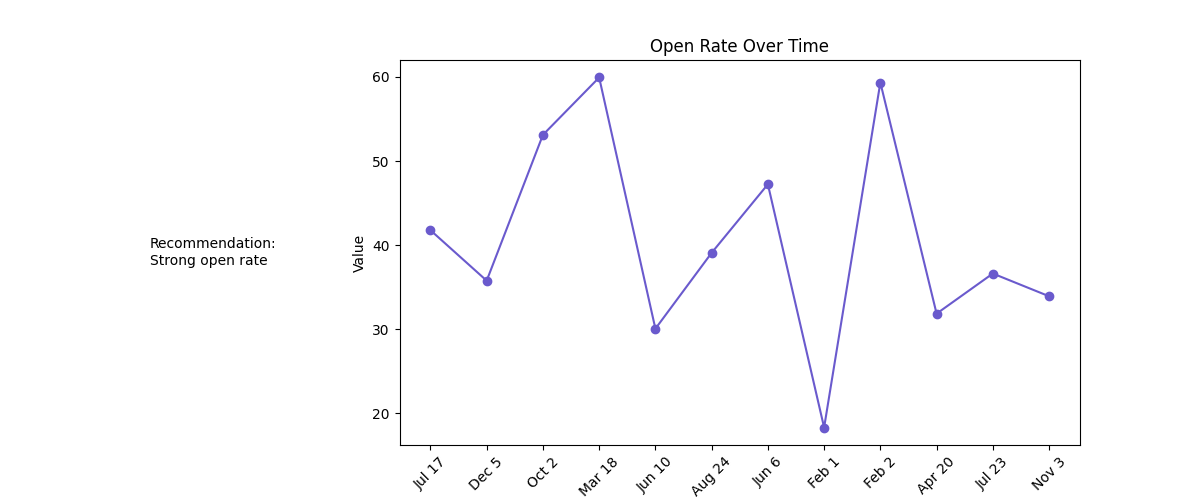 Open Rate Over Time
Recommendation:
Strong open rate
Value
60
50
40
30
20
Jul 17
Dec 5
Oct 2
Mar 18
Jun 10
Aug 24
Jun 6
Feb 1
Feb 2
Apr 20
Jul 23
Nov 3